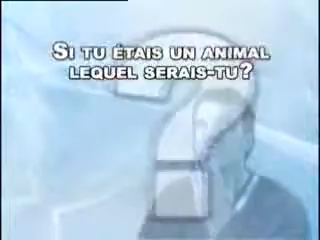 SI TU ÉTAIS UN ANIMAL
LEQUEL SERAIS-TU?
?